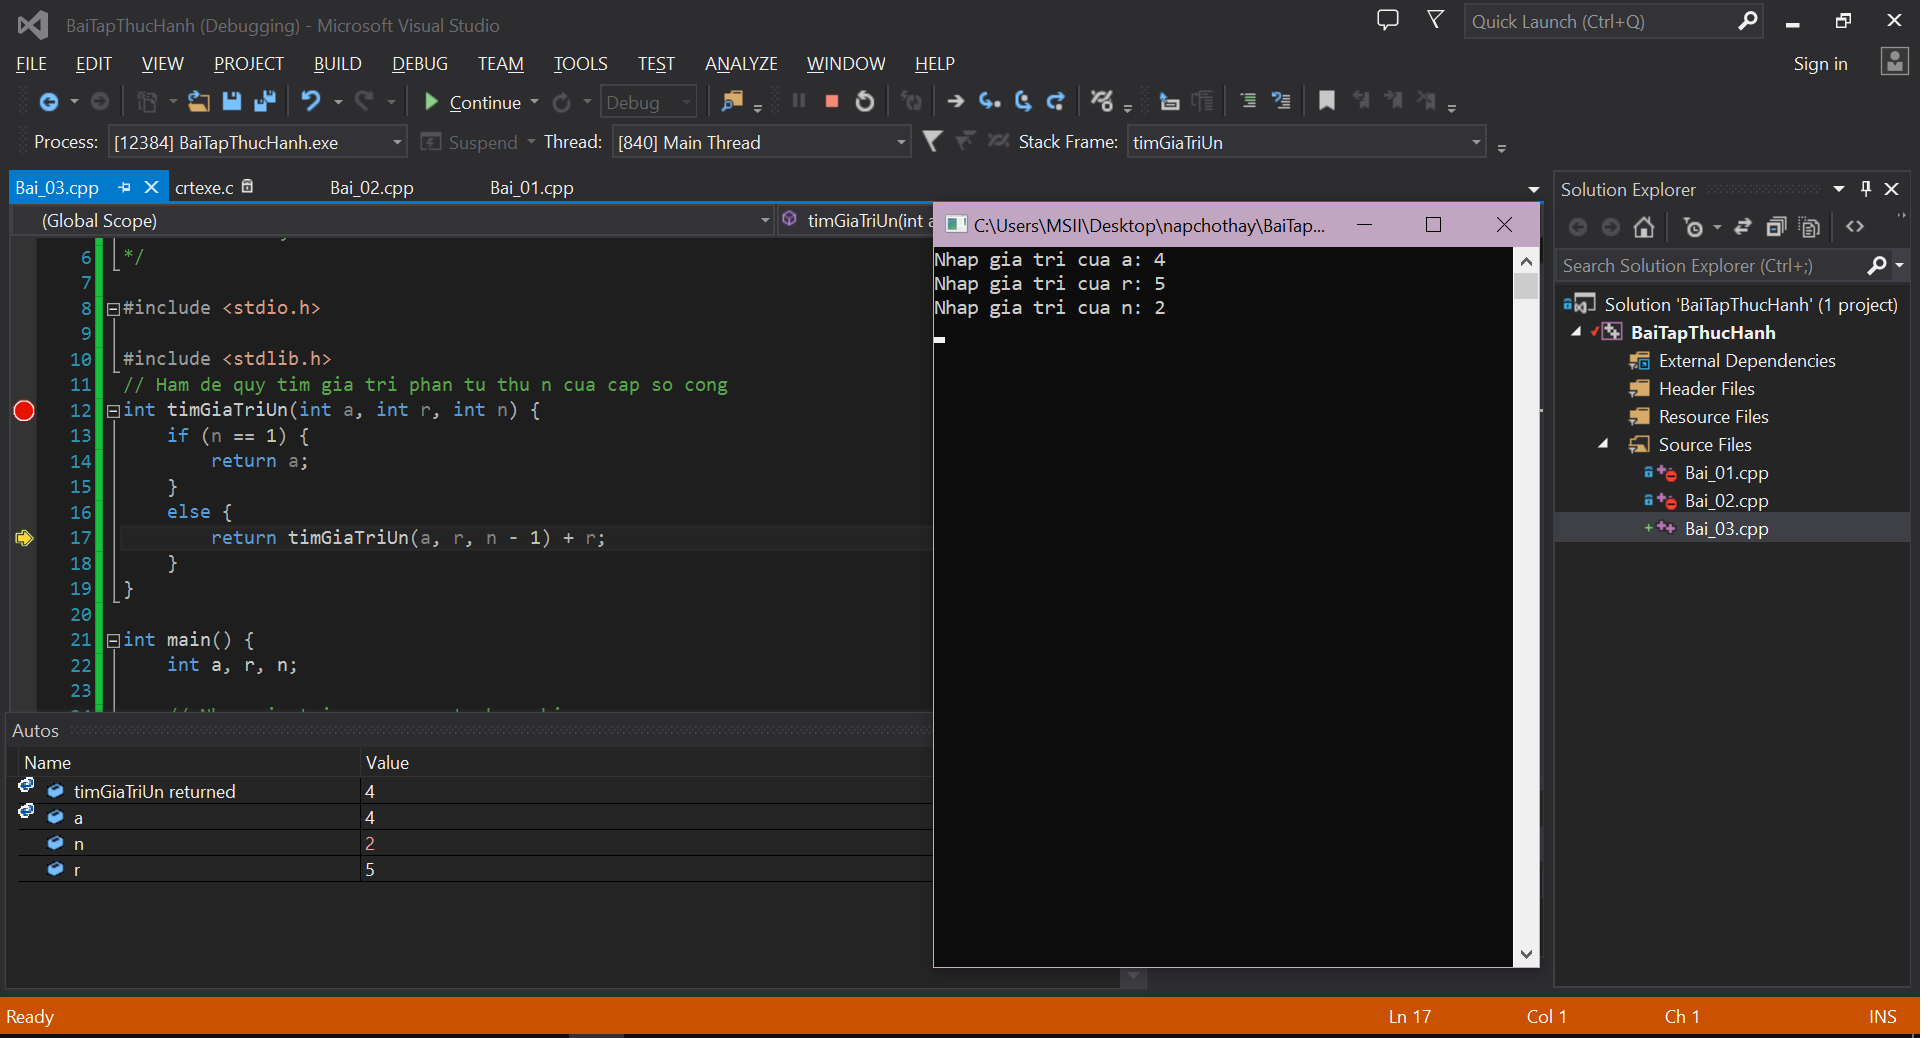 BaiTapThucHanh (Debugging) - Microsoft Visual Studio
Quick Launch (Ctrl+Q)
FILE EDIT VIEW PROJECT BUILD DEBUG TEAM TOOLS TEST ANALYZE WINDOW HELP
Sign in
Continue
Debug
Process: [12384] BaiTapThucHanh.exe
Suspend
Thread: [840] Main Thread
Stack Frame: timGiaTriUn
Bai_03.cpp crtexe.c Bai_02.cpp Bai_01.cpp
(Global Scope)
timGiaTriUn(int a
6 */
7
8 #include <stdio.h>
9
10 #include <stdlib.h>
11 // Ham de quy tim gia tri phan tu thu n cua cap so cong
12 int timGiaTriUn(int a, int r, int n) {
13 if (n == 1) {
14 return a;
15 }
16 else {
17 return timGiaTriUn(a, r, n - 1) + r;
18 }
19 }
20
21 int main() {
22 int a, r, n;
23
C:\Users\MSII\Desktop\napchothay\BaiTap...
Nhap gia tri cua a: 4
Nhap gia tri cua r: 5
Nhap gia tri cua n: 2
Autos
Name Value
timGiaTriUn returned 4
a 4
n 2
r 5
Solution Explorer
Search Solution Explorer (Ctrl+;)
Solution 'BaiTapThucHanh' (1 project)
BaiTapThucHanh
External Dependencies
Header Files
Resource Files
Source Files
Bai_01.cpp
Bai_02.cpp
Bai_03.cpp
Ready
Ln 17 Col 1 Ch 1 INS